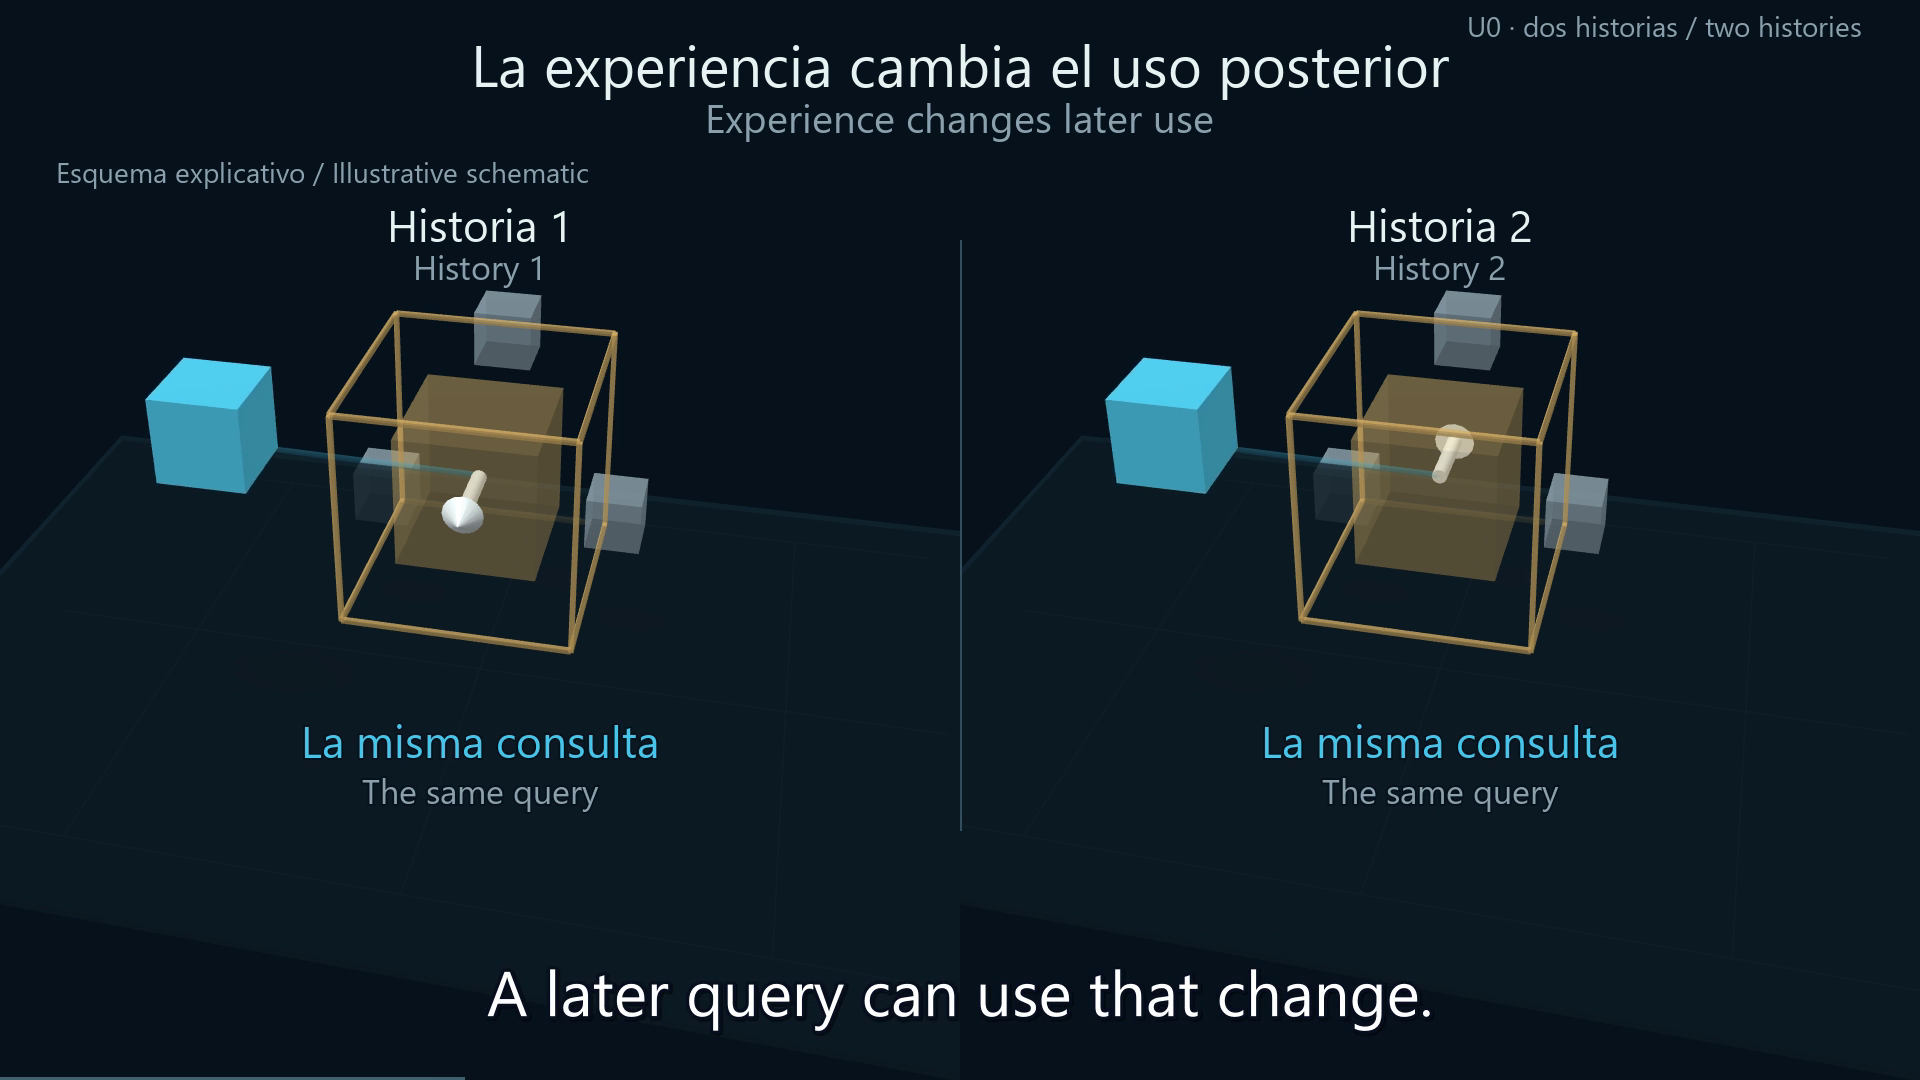 U0 · dos historias / two histories
La experiencia cambia el uso posterior
Experience changes later use
Esquema explicativo / Illustrative schematic
Historia 1
History 1
Historia 2
History 2
La misma consulta
The same query
La misma consulta
The same query
A later query can use that change.